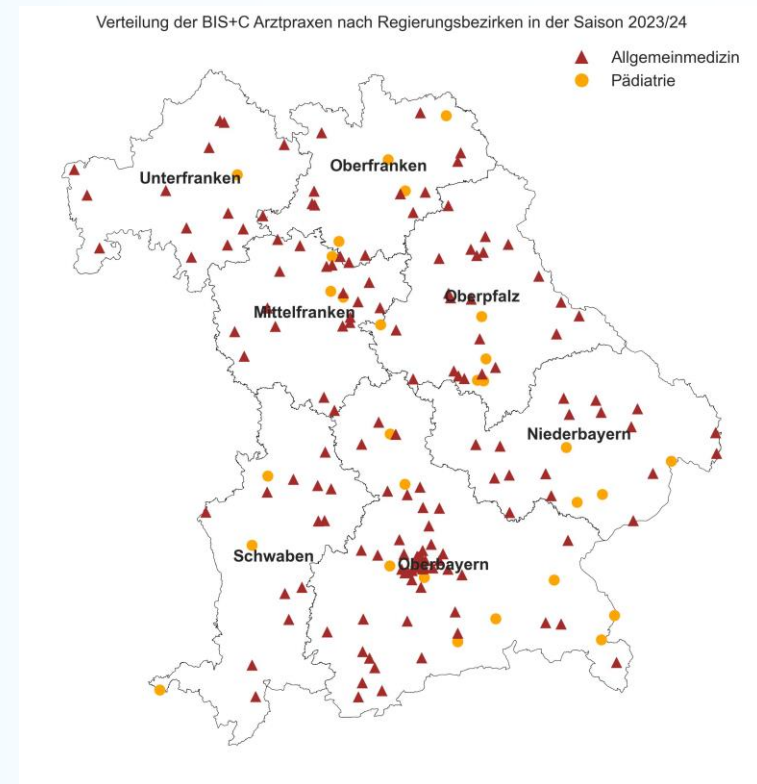 Verteilung der BIS+C Arztpraxen nach Regierungsbezirken in der Saison 2023/24
Allgemeinmedizin
Pädiatrie
Oberfranken
Unterfranken
Oberpfalz
Mittelfranken
Niederbayern
Schwaben
Oberbayern